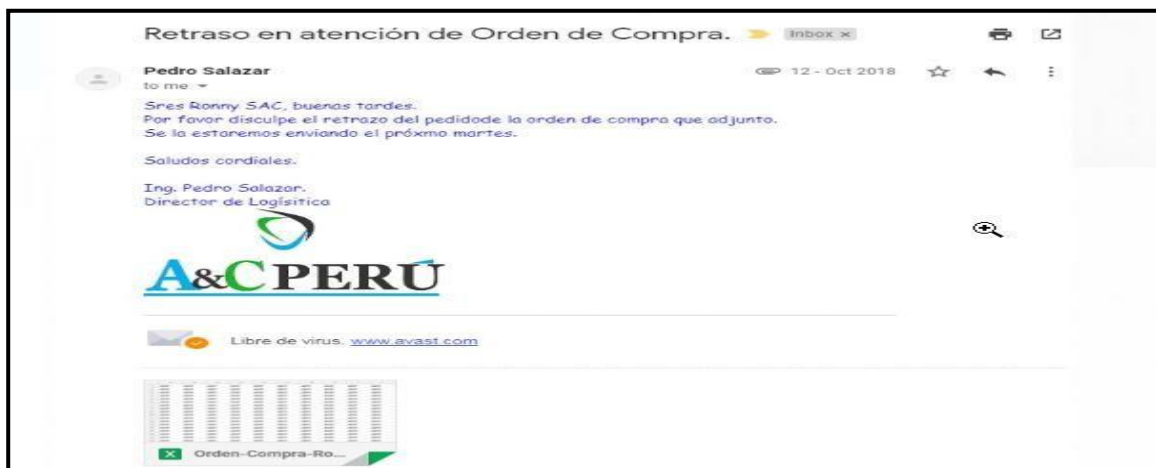 Retraso en atención de Orden de Compra. Inbox x
Pedro Salazar 12 - Oct 2018
to me
Sres Ronny SAC, buenas tardes.
Por favor disculpe el retrazo del pedidode la orden de compra que adjunto.
Se la estaremos enviando el próxmo martes.
Saludos cordiales.
Ing. Pedro Salazar.
Director de Logísitica
A&C PERÚ
Libre de virus. www.avast.com
X Orden-Compra-Ro...